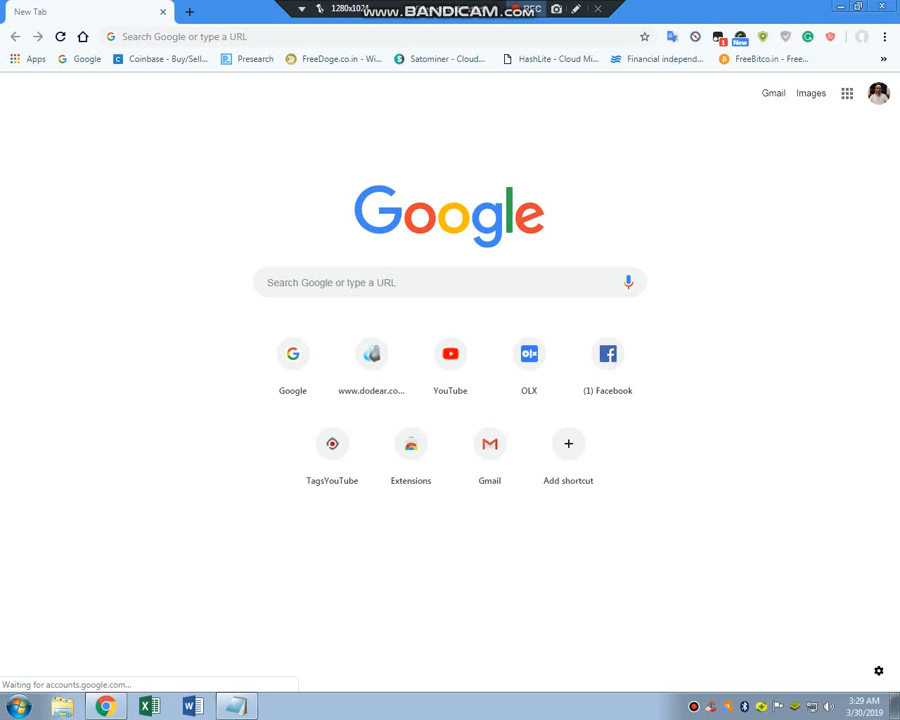 New Tab
1280x1024
www.BANDICAM.com
REC
Search Google or type a URL
1
New
Apps
Google
Coinbase - Buy/Sell...
Presearch
FreeDoge.co.in - Wi...
Satominer - Cloud...
HashLite - Cloud Mi...
Financial independ...
FreeBitco.in - Free...
»
Gmail
Images
Google
Search Google or type a URL
Google
www.dodear.co...
YouTube
OLX
(1) Facebook
TagsYouTube
Extensions
Gmail
Add shortcut
Waiting for accounts.google.com...
3:29 AM
3/30/2019